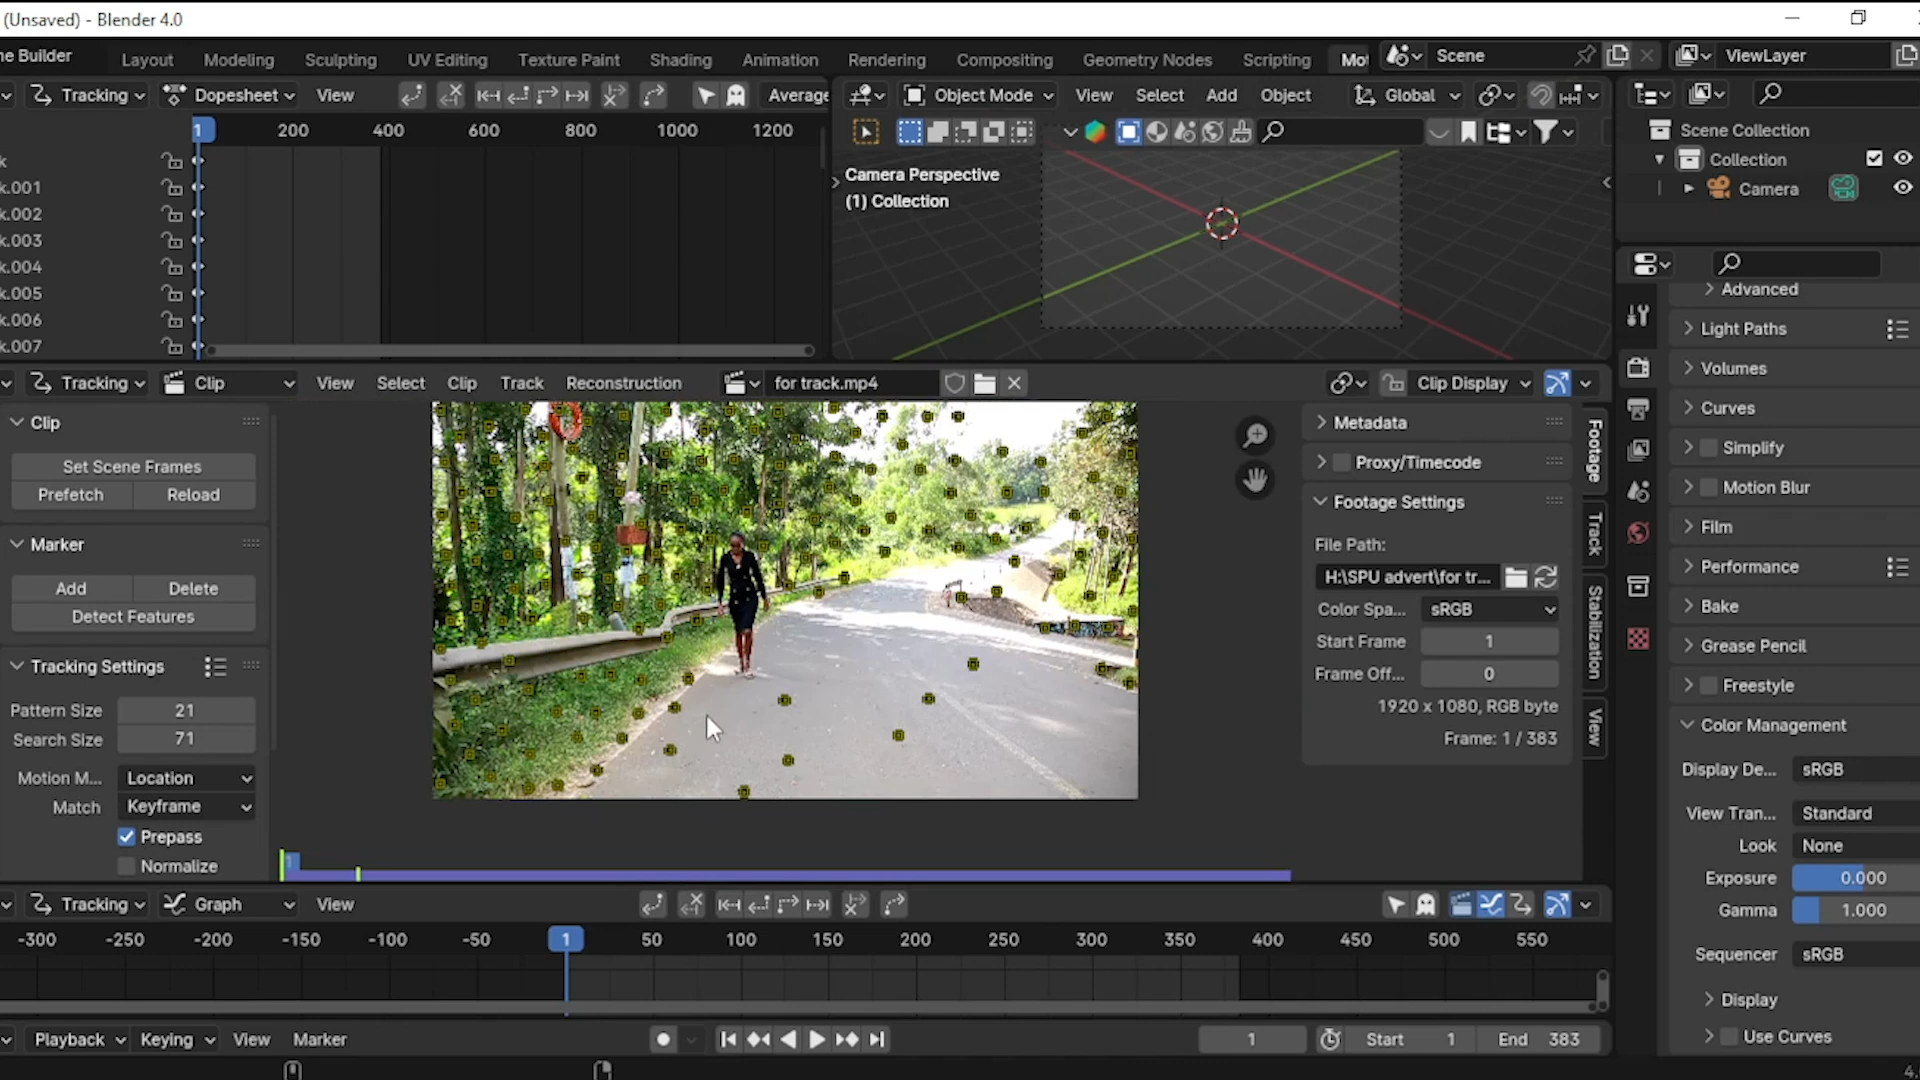 (Unsaved) - Blender 4.0
ne Builder Layout Modeling Sculpting UV Editing Texture Paint Shading Animation Rendering Compositing Geometry Nodes Scripting Mo Scene ViewLayer
Tracking Dopesheet View Average Object Mode View Select Add Object Global
1 200 400 600 800 1000 1200
Scene Collection
Collection
Camera
k
k.001
k.002
k.003
k.004
k.005
k.006
k.007
Camera Perspective
(1) Collection
Tracking Clip View Select Clip Track Reconstruction for track.mp4 Clip Display
Clip
Set Scene Frames
Prefetch Reload
Marker
Add Delete
Detect Features
Tracking Settings
Pattern Size 21
Search Size 71
Motion M... Location
Match Keyframe
Prepass
Normalize
1
Metadata
Proxy/Timecode
Footage Settings
File Path:
H:\SPU advert\for tr...
Color Spa... sRGB
Start Frame 1
Frame Off... 0
1920 x 1080, RGB byte
Frame: 1 / 383
Footage
Track
Stabilization
View
Advanced
Light Paths
Volumes
Curves
Simplify
Motion Blur
Film
Performance
Bake
Grease Pencil
Freestyle
Color Management
Display De... sRGB
View Tran... Standard
Look None
Exposure 0.000
Gamma 1.000
Sequencer sRGB
Display
Use Curves
Tracking Graph View
-300 -250 -200 -150 -100 -50 1 50 100 150 200 250 300 350 400 450 500 550
Playback Keying View Marker 1 Start 1 End 383
4.